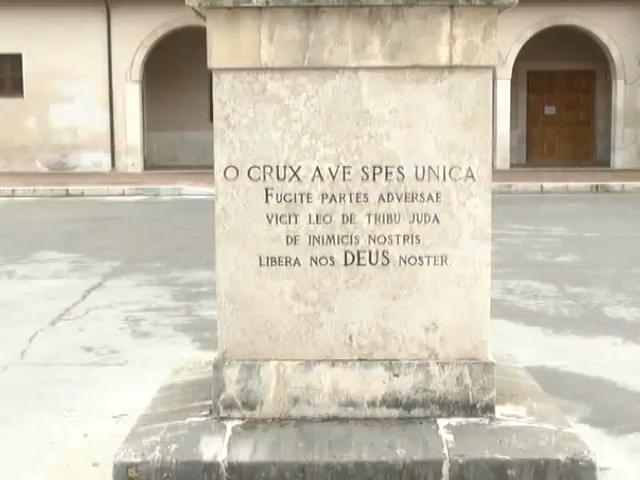 O CRUX AVE SPES UNICA
FUGITE PARTES ADVERSAE
VICIT LEO DE TRIBU JUDA
DE INIMICIS NOSTRIS
LIBERA NOS DEUS NOSTER.